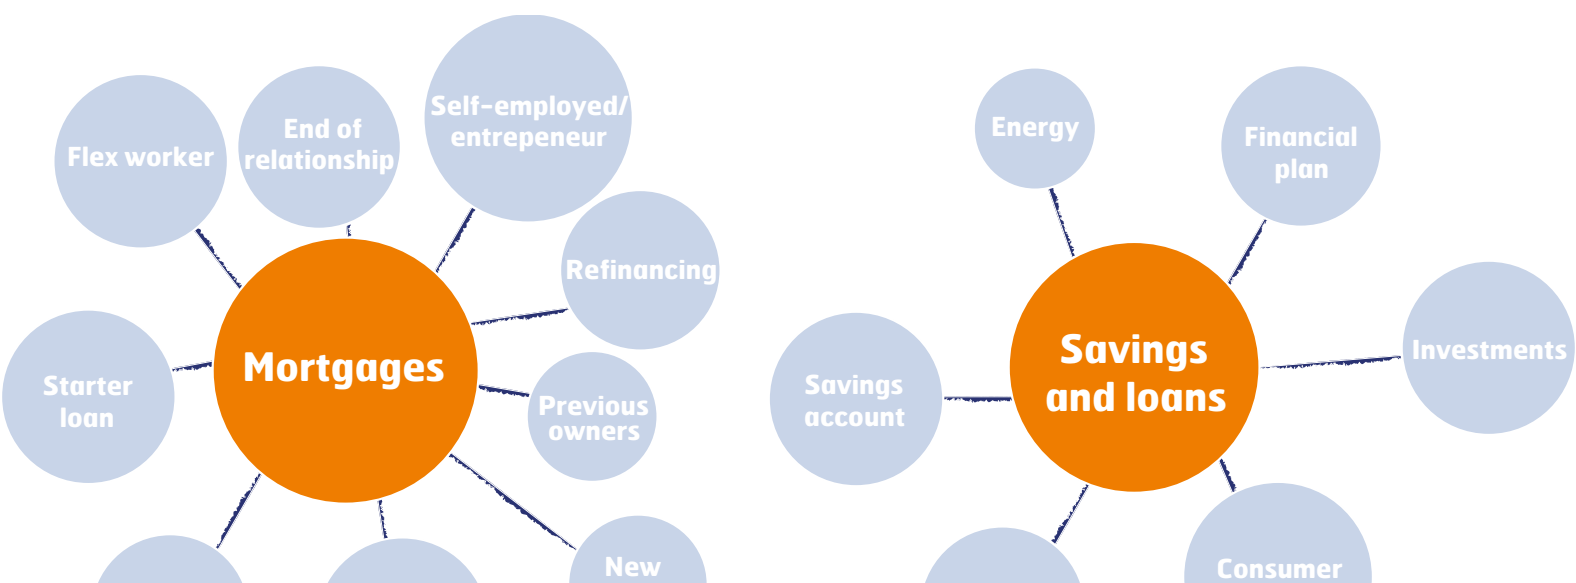 Self-employed/
entrepeneur
End of
relationship
Flex worker
Refinancing
Mortgages
Starter
loan
Previous
owners
New
Energy
Financial
plan
Savings
and loans
Investments
Savings
account
Consumer